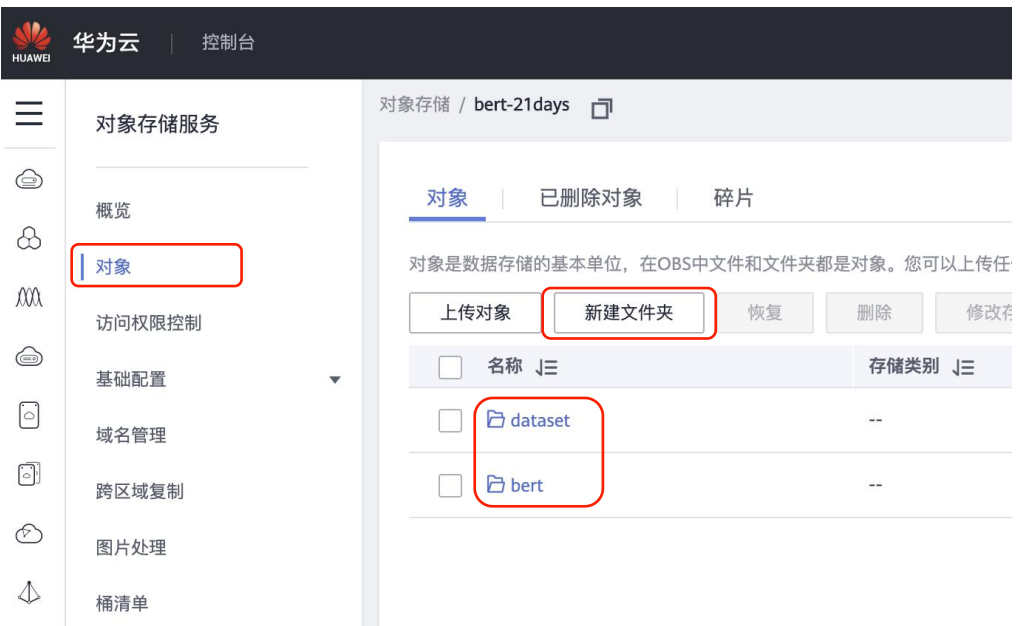 HUAWEI
华为云
控制台
对象存储服务
概览
对象
访问权限控制
基础配置
域名管理
跨区域复制
图片处理
桶清单
对象存储 / bert-21days
对象
已删除对象
碎片
对象是数据存储的基本单位，在OBS中文件和文件夹都是对象。您可以上传任
上传对象
新建文件夹
恢复
删除
修改存
名称
存储类别
dataset
--
bert
--